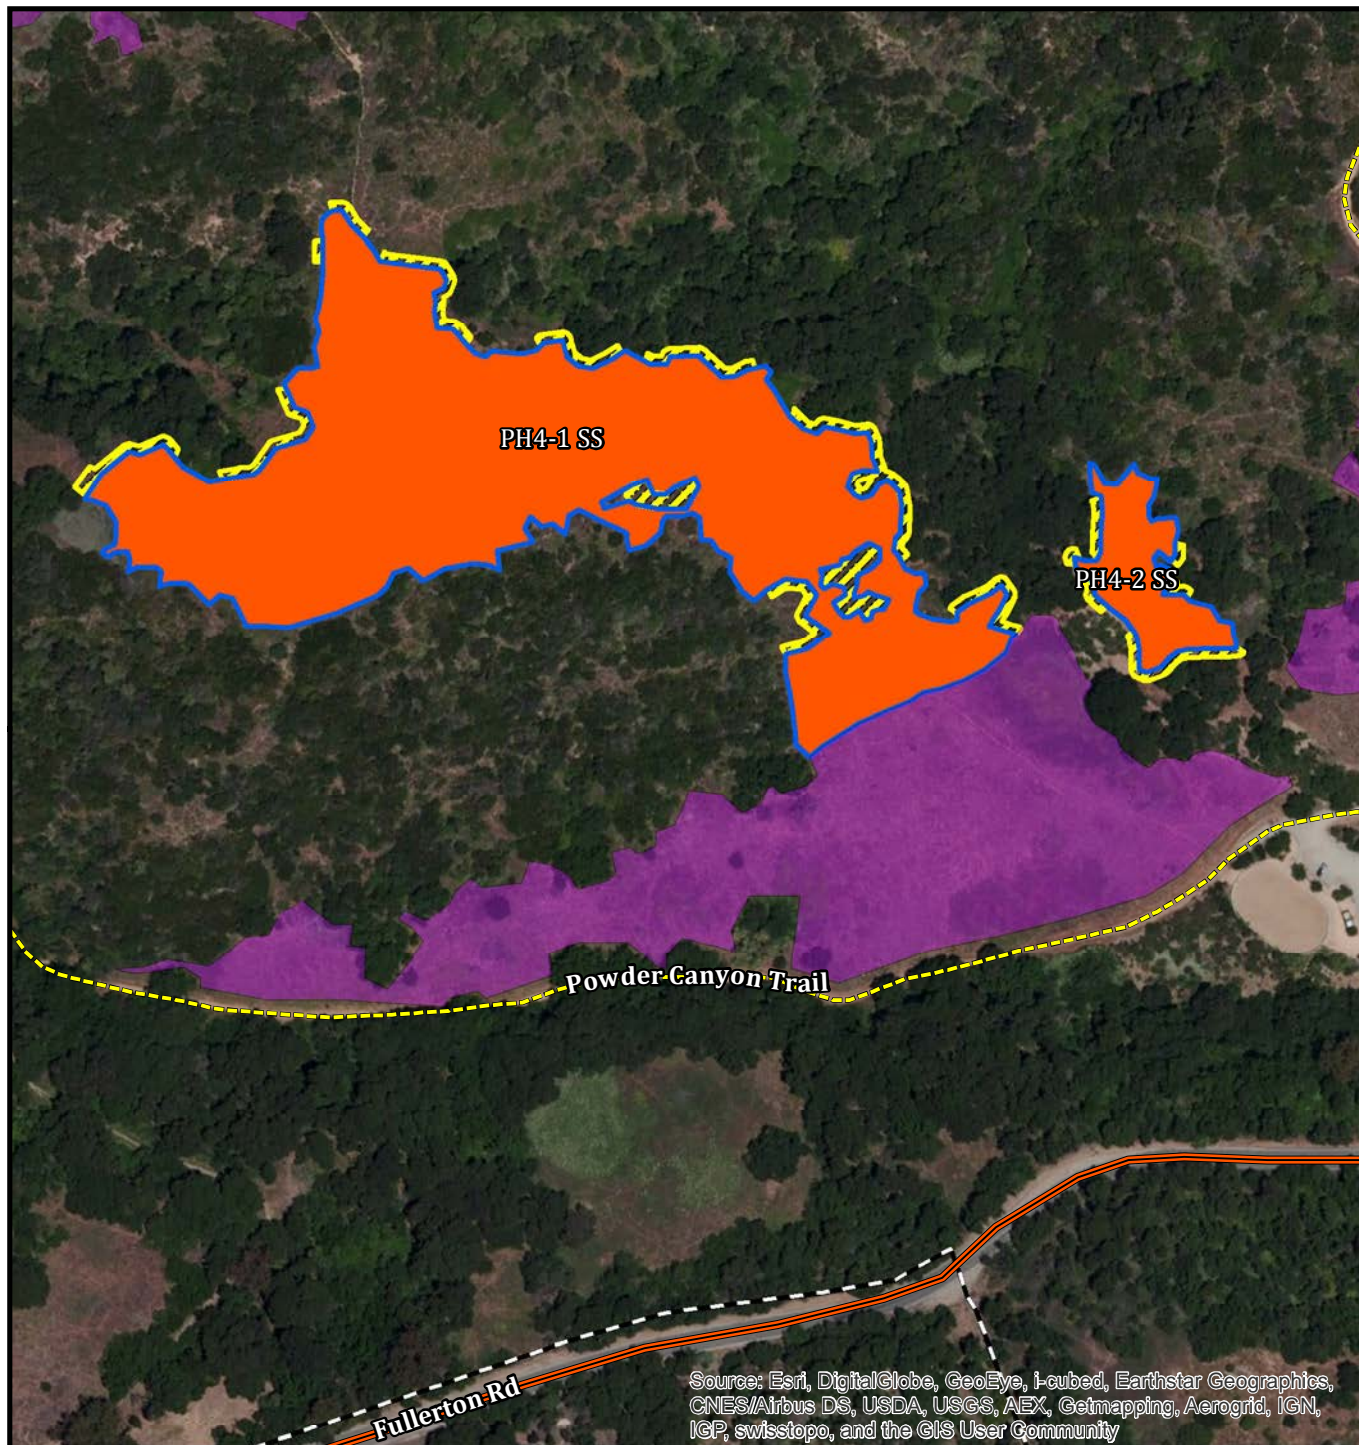 PH4-1 SS
PH4-2 SS
Powder Canyon Trail
Fullerton Rd
Source: Esri, DigitalGlobe, GeoEye, i-cubed, Earthstar Geographics,
CNES/Airbus DS, USDA, USGS, AEX, Getmapping, Aerogrid, IGN,
IGP, swisstopo, and the GIS User Community